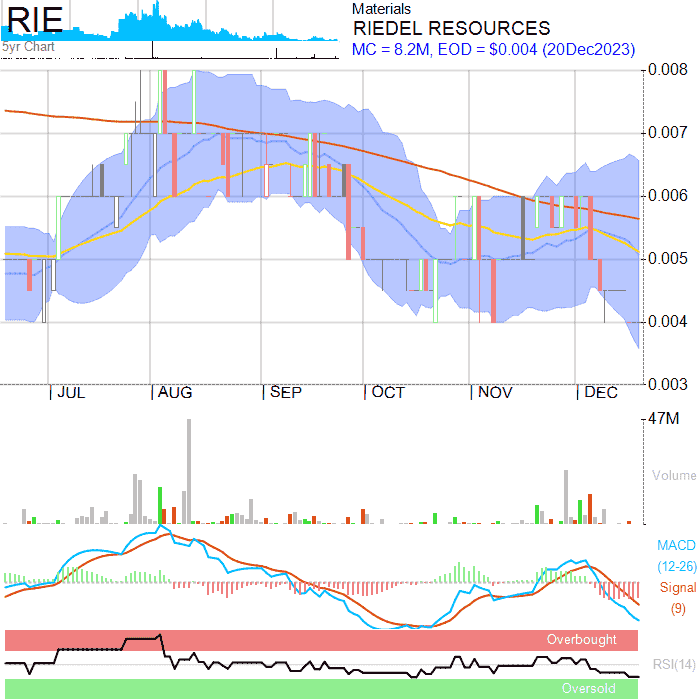 RIE
5yr Chart
Materials
RIEDEL RESOURCES
MC = 8.2M, EOD = $0.004 (20Dec2023)
0.008
0.007
0.006
0.005
0.004
0.003
JUL AUG SEP OCT NOV DEC
47M
Volume
MACD
(12-26)
Signal
(9)
Overbought
RSI(14)
Oversold